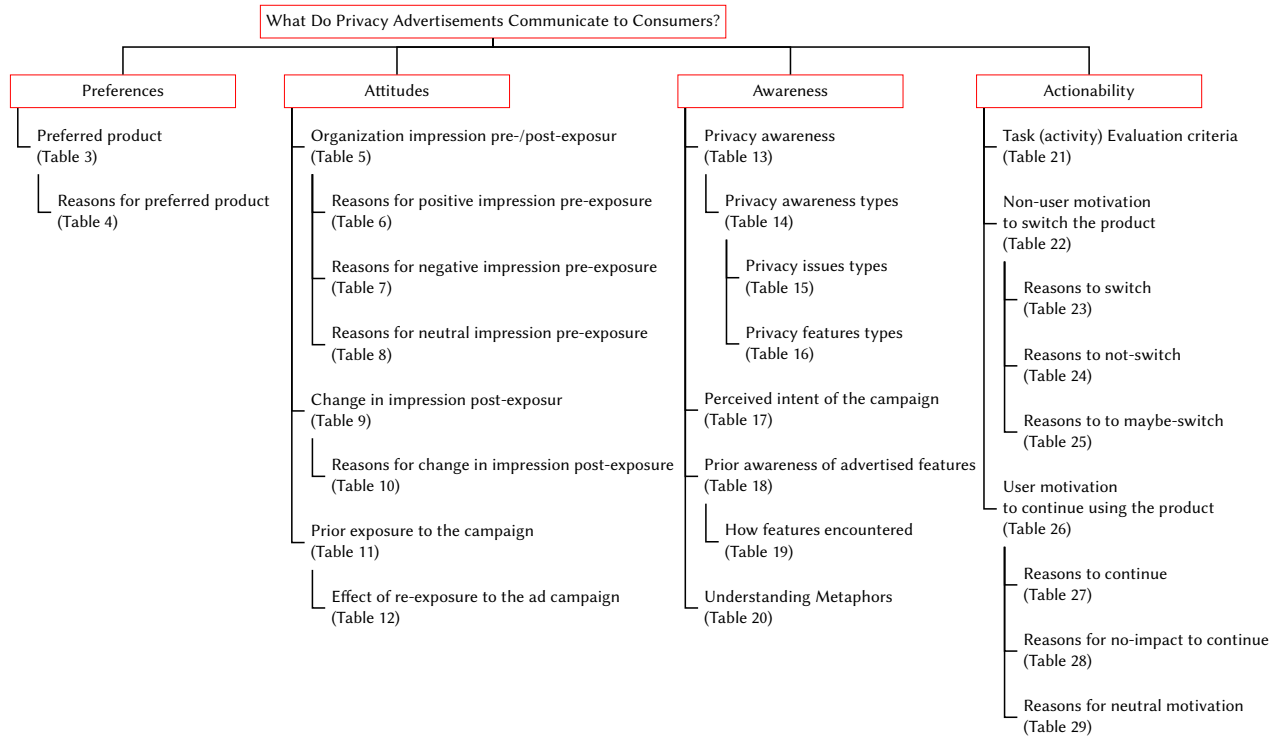 What Do Privacy Advertisements Communicate to Consumers?
Preferences
Preferred product
(Table 3)
Reasons for preferred product
(Table 4)
Attitudes
Organization impression pre-/post-exposur
(Table 5)
Reasons for positive impression pre-exposure
(Table 6)
Reasons for negative impression pre-exposure
(Table 7)
Reasons for neutral impression pre-exposure
(Table 8)
Change in impression post-exposur
(Table 9)
Reasons for change in impression post-exposure
(Table 10)
Prior exposure to the campaign
(Table 11)
Effect of re-exposure to the ad campaign
(Table 12)
Awareness
Privacy awareness
(Table 13)
Privacy awareness types
(Table 14)
Privacy issues types
(Table 15)
Privacy features types
(Table 16)
Perceived intent of the campaign
(Table 17)
Prior awareness of advertised features
(Table 18)
How features encountered
(Table 19)
Understanding Metaphors
(Table 20)
Actionability
Task (activity) Evaluation criteria
(Table 21)
Non-user motivation
to switch the product
(Table 22)
Reasons to switch
(Table 23)
Reasons to not-switch
(Table 24)
Reasons to to maybe-switch
(Table 25)
User motivation
to continue using the product
(Table 26)
Reasons to continue
(Table 27)
Reasons for no-impact to continue
(Table 28)
Reasons for neutral motivation
(Table 29)